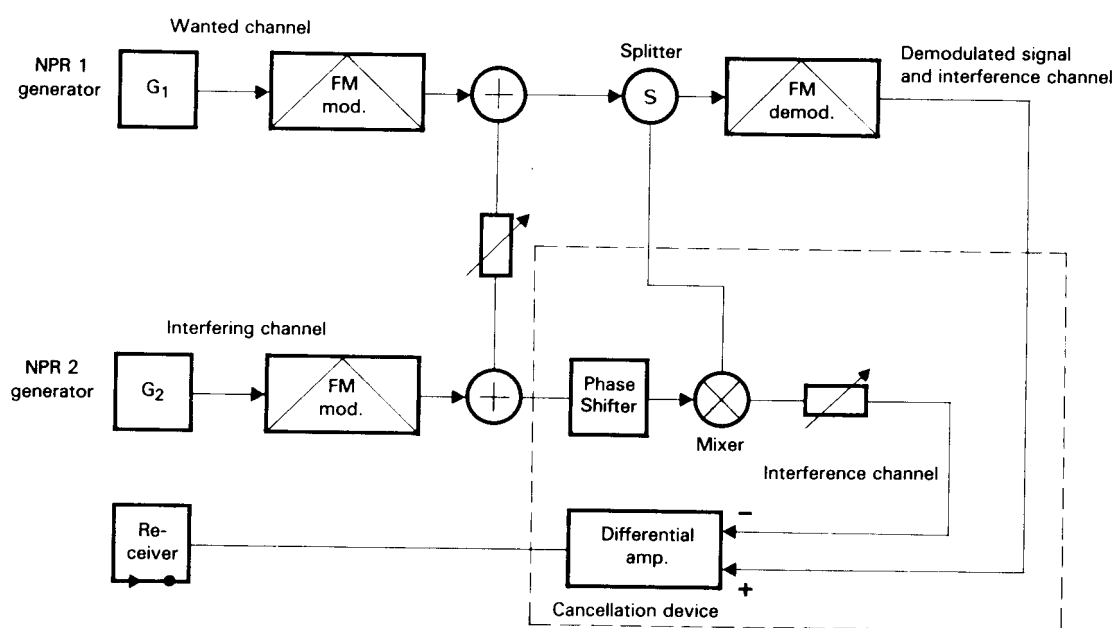 Wanted channel
NPR 1
generator
G1
FM
mod.
+
Splitter
S
FM
demod.
Demodulated signal
and interference channel
Interfering channel
NPR 2
generator
G2
FM
mod.
+
Phase
Shifter
Mixer
Interference channel
Re-
ceiver
Differential
amp.
−
+
Cancellation device